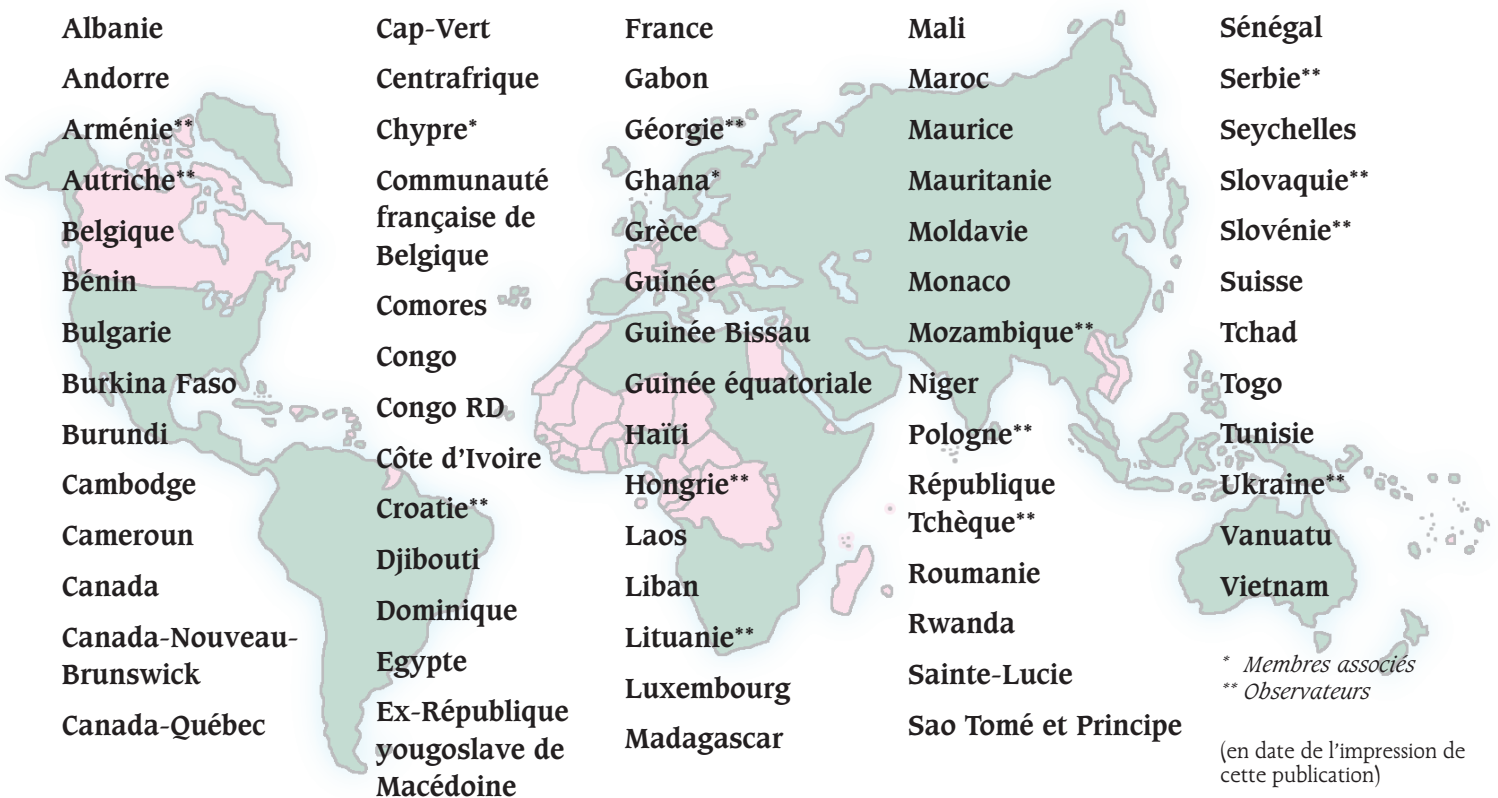 Albanie
Andorre
Arménie**
Autriche**
Belgique
Bénin
Bulgarie
Burkina Faso
Burundi
Cambodge
Cameroun
Canada
Canada-Nouveau-
Brunswick
Canada-Québec
Cap-Vert
Centrafrique
Chypre*
Communauté
française de
Belgique
Comores
Congo
Congo RD
Côte d’Ivoire
Croatie**
Djibouti
Dominique
Egypte
Ex-République
yougoslave de
Macédoine
France
Gabon
Géorgie**
Ghana*
Grèce
Guinée
Guinée Bissau
Guinée équatoriale
Haïti
Hongrie**
Laos
Liban
Lituanie**
Luxembourg
Madagascar
Mali
Maroc
Maurice
Mauritanie
Moldavie
Monaco
Mozambique**
Niger
Pologne**
République
Tchèque**
Roumanie
Rwanda
Sainte-Lucie
Sao Tomé et Principe
Sénégal
Serbie**
Seychelles
Slovaquie**
Slovénie**
Suisse
Tchad
Togo
Tunisie
Ukraine**
Vanuatu
Vietnam
* Membres associés
** Observateurs
(en date de l’impression de
cette publication)